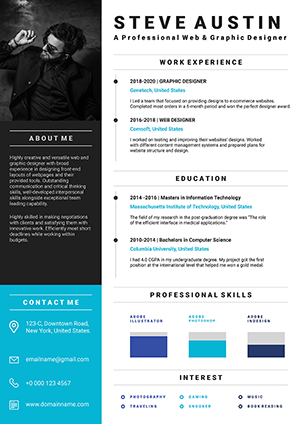 STEVE AUSTIN
A Professional Web & Graphic Designer
ABOUT ME
Highly creative and versatile web and
graphic designer with broad
experience in designing front-end
layouts of webpages and their
provided tools. Outstanding
communication and critical thinking
skills, well-developed interpersonal
skills alongside exceptional team
leading capability.
Highly skilled in making negotiations
with clients and satisfying them with
innovative work. Efficiently meet short
deadlines while working within
budgets.
CONTACT ME
123-C, Downtown Road,
New York, United States.
emailname@gmail.com
+0 000 123 4567
www.domainname.com
WORK EXPERIENCE
2018-2020 | GRAPHIC DESIGNER
Genetech, United States
I Led a team that focused on providing designs to e-commerce websites.
Completed most orders in a 5-month period and won the perfect designer award.
2016-2018 | WEB DESIGNER
Comsoft, United States
I worked on testing and improving their websites' designs. Worked
with different content management systems and prepared plans for
website structure and design.
EDUCATION
2014-2016 | Masters in Information Technology
Massachusetts Institute of Technology, United States
The field of my research in the post-graduation degree was "The role
of the efficient interface in medical applications".
2010-2014 | Bachelors in Computer Science
Columbia University, United States
I had 4.0 CGPA in my undergraduate degree. My project got the first
position at the international level that helped me won a gold medal
PROFESSIONAL SKILLS
ADOBE
ILLUSTRATOR
ADOBE
PHOTOSHOP
ADOBE
INDESIGN
INTEREST
PHOTOGRAPHY
GAMING
MUSIC
TRAVELING
SNOOKER
BOOK READING